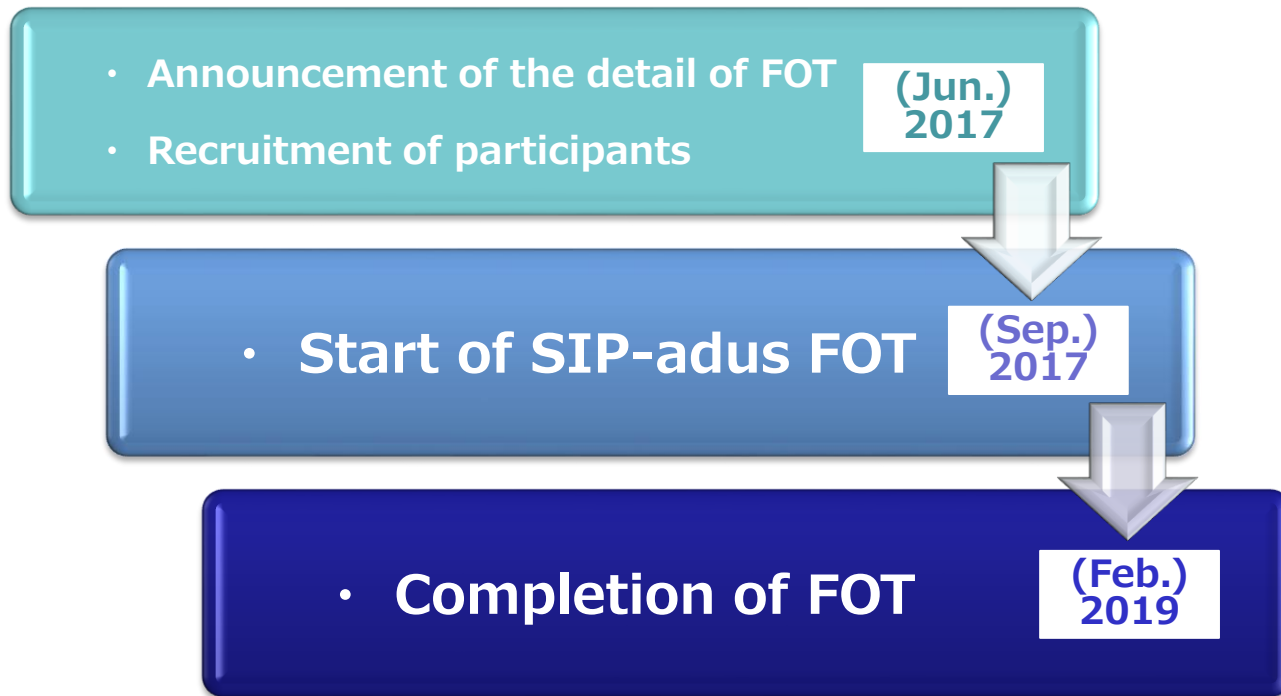 ・ Announcement of the detail of FOT
・ Recruitment of participants
(Jun.)
2017
・ Start of SIP-adus FOT
(Sep.)
2017
・ Completion of FOT
(Feb.)
2019